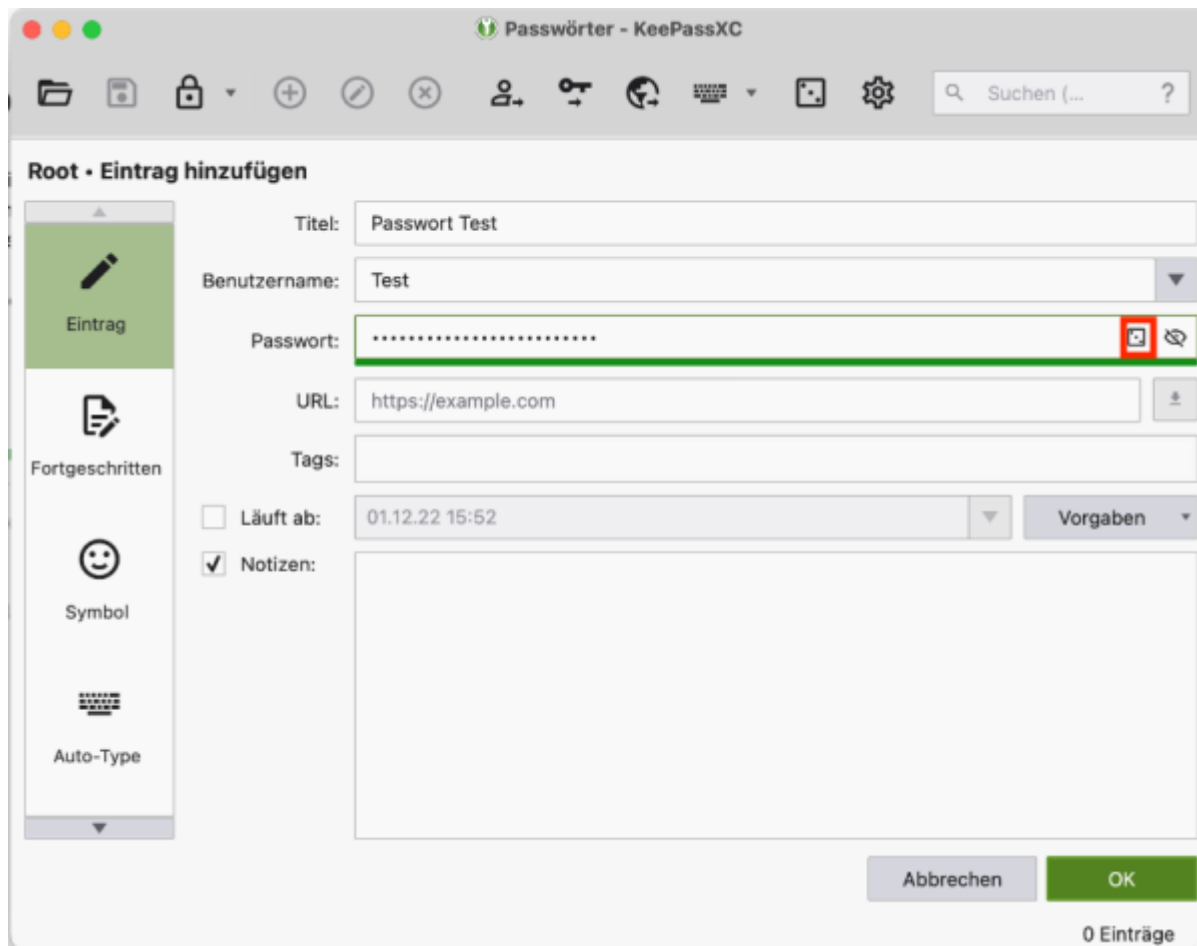 Passwörter - KeePassXC
Suchen (... ?
Root • Eintrag hinzufügen
Titel: Passwort Test
Benutzername: Test
Eintrag
Passwort: •••••••••••••••••••••••••
URL: https://example.com
Fortgeschritten
Tags:
Läuft ab: 01.12.22 15:52 Vorgaben
Notizen:
Symbol
Auto-Type
Abbrechen OK
0 Einträge